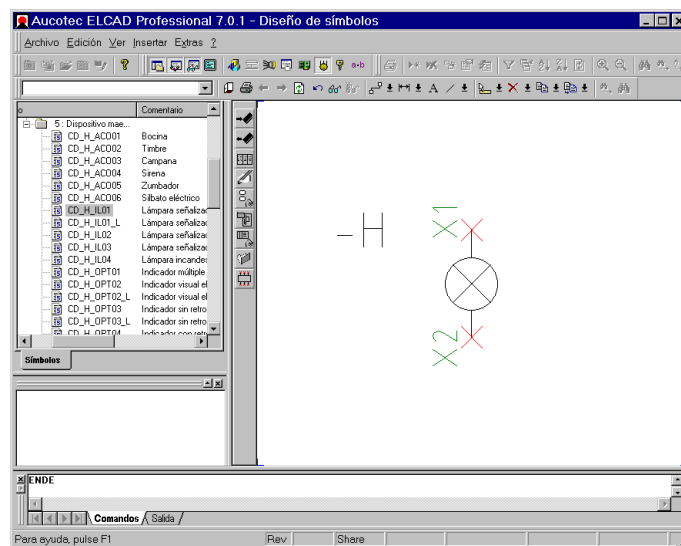 Aucotec ELCAD Professional 7.0.1 - Diseño de símbolos
Archivo Edición Ver Insertar Extras ?
o Comentario
5 : Dispositivo mae...
CD_H_ACO01 Bocina
CD_H_ACO02 Timbre
CD_H_ACO03 Campana
CD_H_ACO04 Sirena
CD_H_ACO05 Zumbador
CD_H_ACO06 Silbato eléctrico
CD_H_IL01 Lámpara señalizac
CD_H_IL01_L Lámpara señalizac
CD_H_IL02 Lámpara señalizac
CD_H_IL03 Lámpara señalizac
CD_H_IL04 Lámpara incandes
CD_H_OPT01 Indicador múltiple
CD_H_OPT02 Indicador visual el
CD_H_OPT02_L Indicador visual el
CD_H_OPT03 Indicador sin retro
CD_H_OPT03_L Indicador sin retro
CD_H_OPT04 Indicador con retr
Símbolos
-H
X1
X2
ENDE
Comandos Salida
Para ayuda, pulse F1 Rev Share